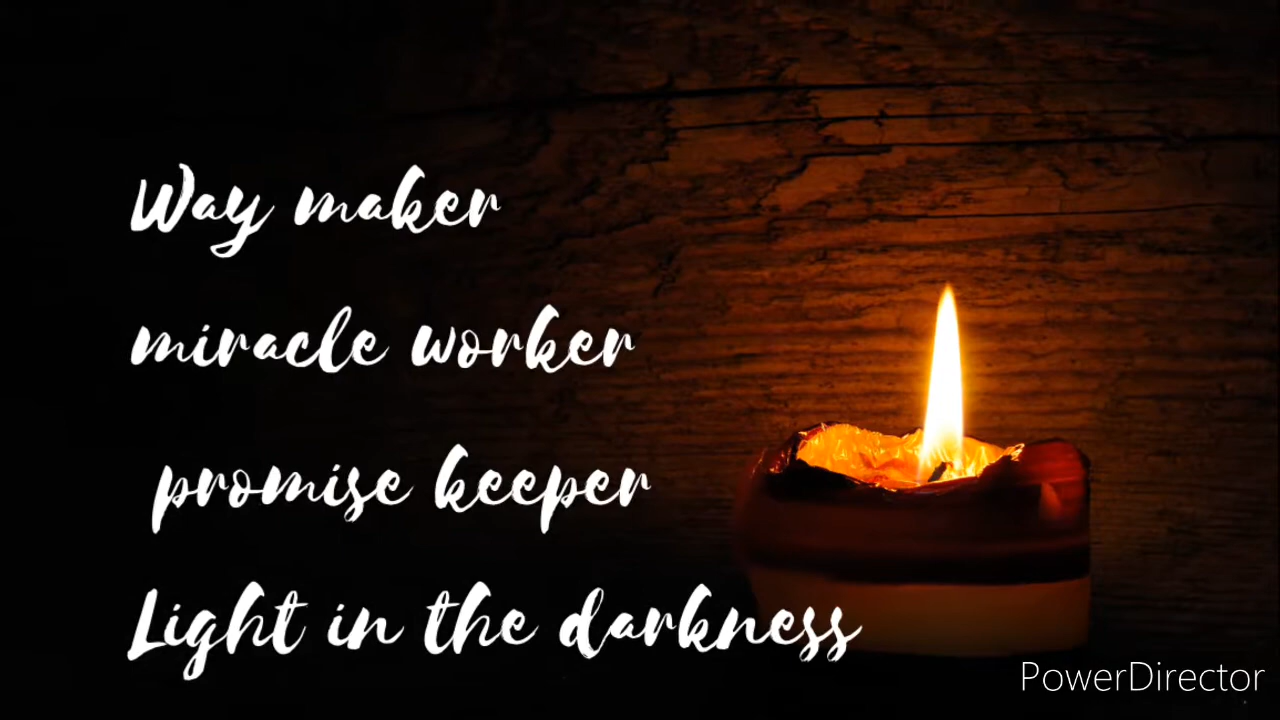 Way maker
miracle worker
promise keeper
Light in the darkness
PowerDirector